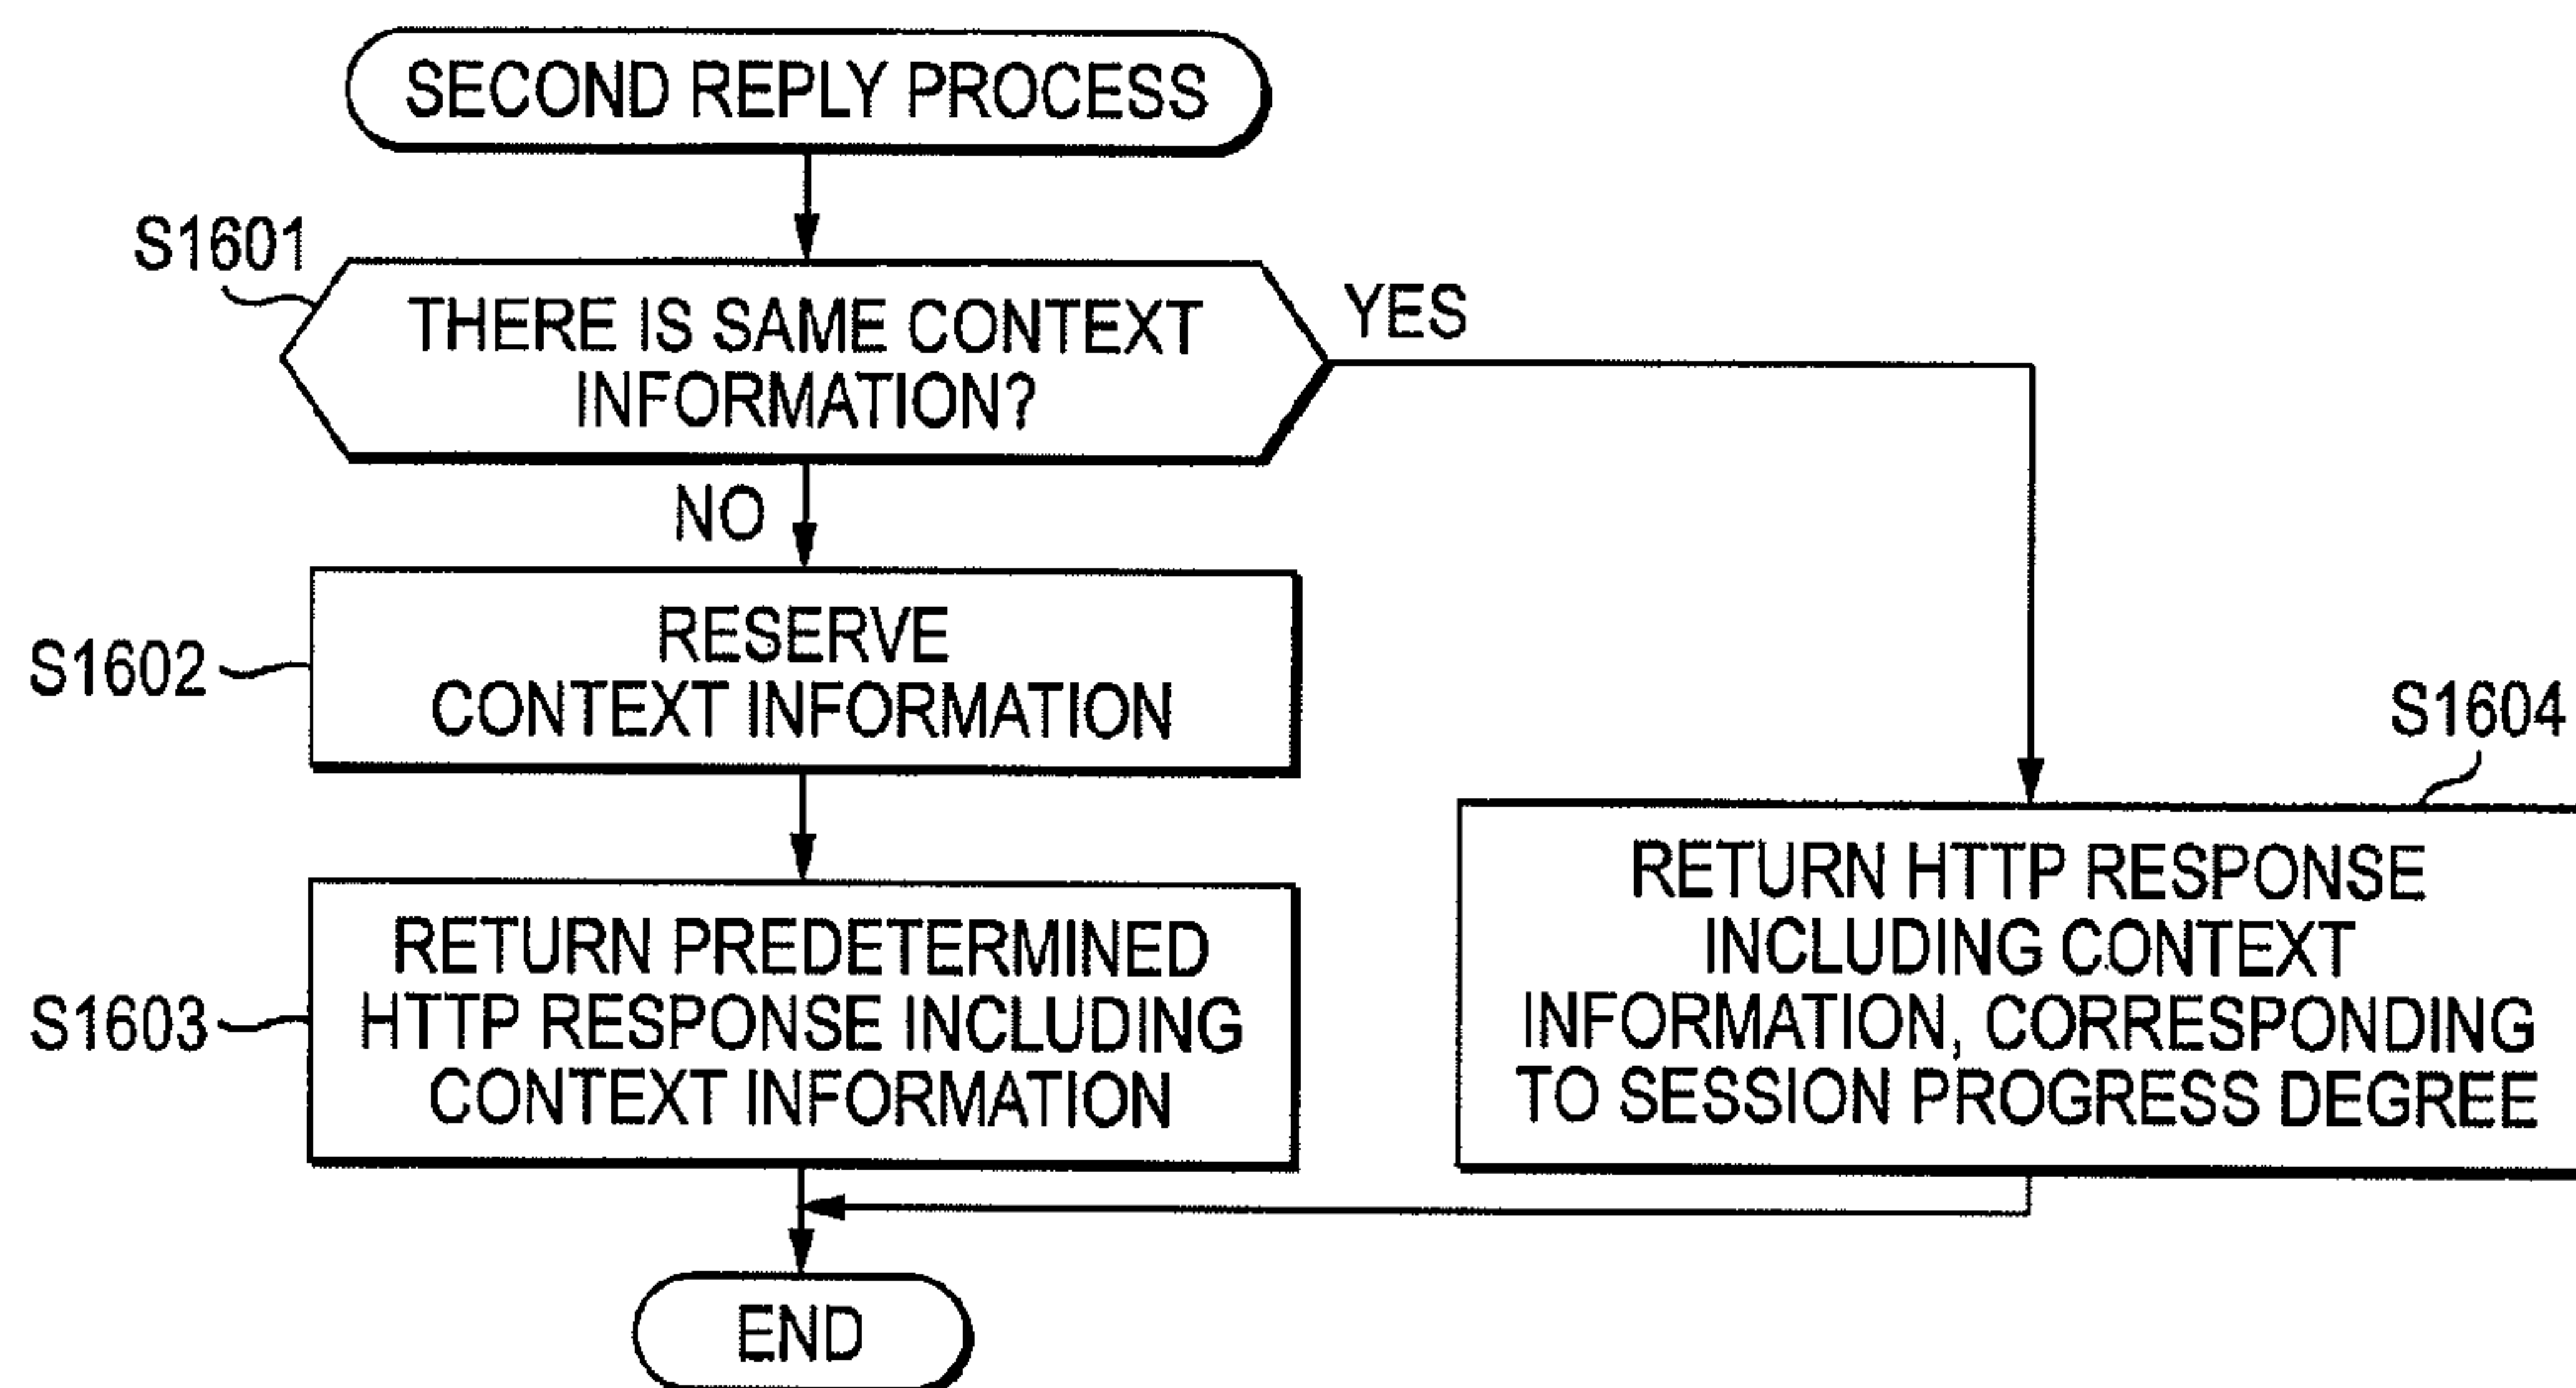 SECOND REPLY PROCESS
S1601
THERE IS SAME CONTEXT
INFORMATION?
YES
NO
S1602
RESERVE
CONTEXT INFORMATION
S1603
RETURN PREDETERMINED
HTTP RESPONSE INCLUDING
CONTEXT INFORMATION
S1604
RETURN HTTP RESPONSE
INCLUDING CONTEXT
INFORMATION, CORRESPONDING
TO SESSION PROGRESS DEGREE
END